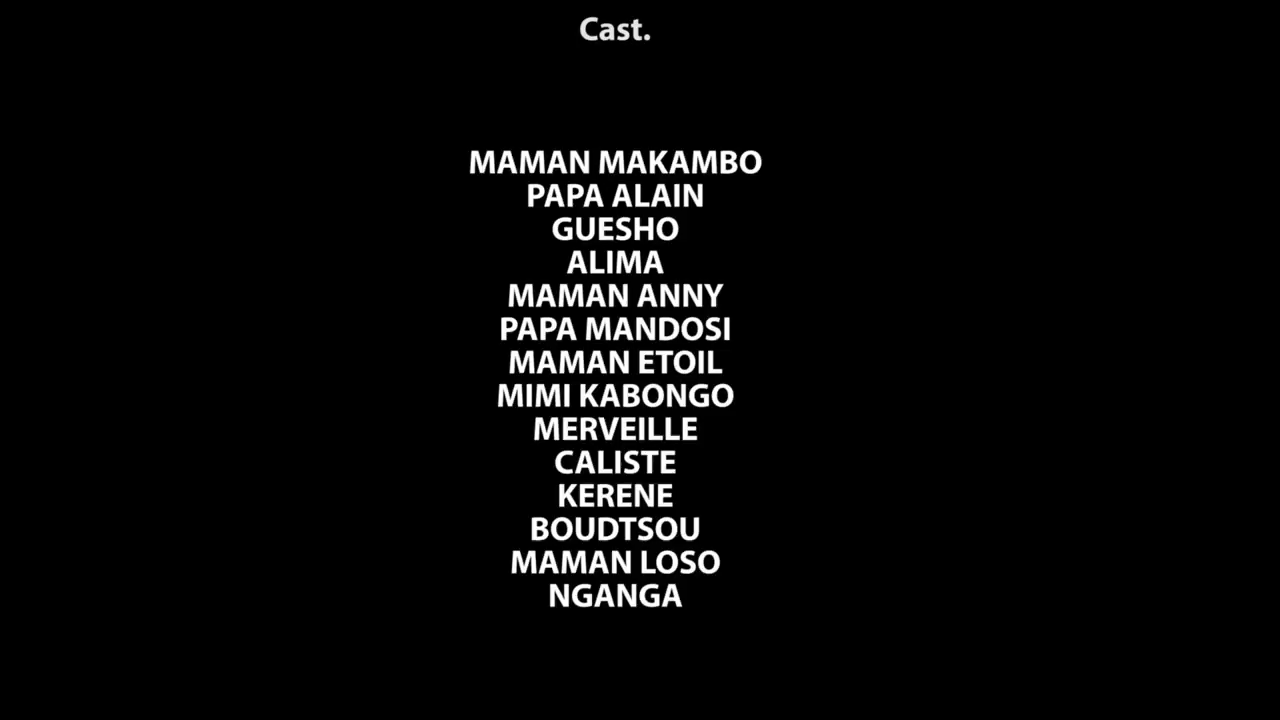 Cast.
MAMAN MAKAMBO
PAPA ALAIN
GUESHO
ALIMA
MAMAN ANNY
PAPA MANDOSI
MAMAN ETOIL
MIMI KABONGO
MERVEILLE
CALISTE
KERENE
BOUDTSOU
MAMAN LOSO
NGANGA